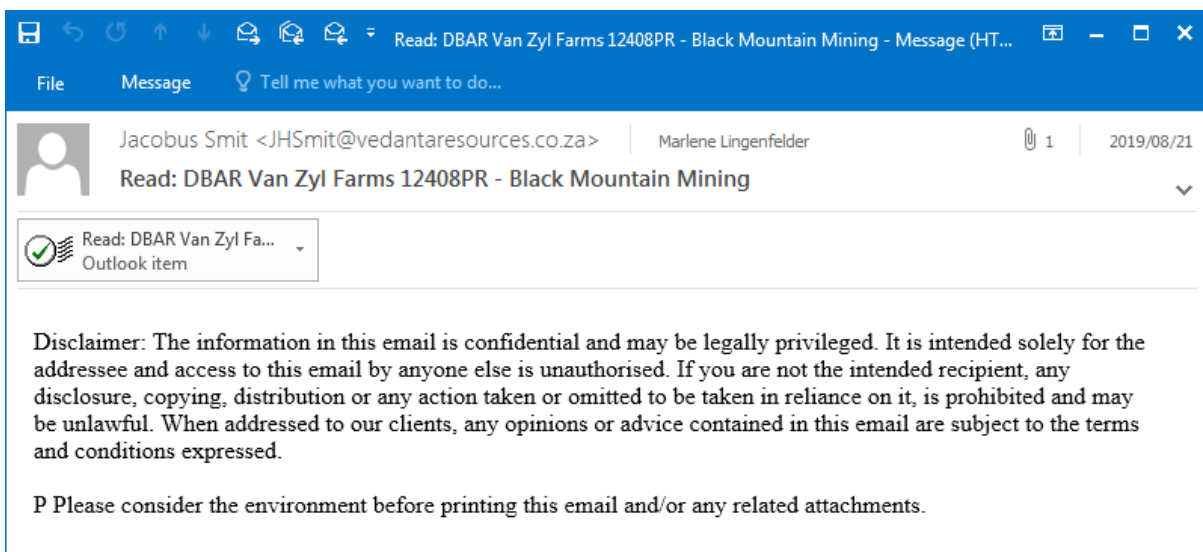 Read: DBAR Van Zyl Farms 12408PR - Black Mountain Mining - Message (HT...
File Message Tell me what you want to do...
Jacobus Smit <JHSmit@vedantaresources.co.za> Marlene Lingenfelder 1 2019/08/21
Read: DBAR Van Zyl Farms 12408PR - Black Mountain Mining
Read: DBAR Van Zyl Fa...
Outlook item
Disclaimer: The information in this email is confidential and may be legally privileged. It is intended solely for the
addressee and access to this email by anyone else is unauthorised. If you are not the intended recipient, any
disclosure, copying, distribution or any action taken or omitted to be taken in reliance on it, is prohibited and may
be unlawful. When addressed to our clients, any opinions or advice contained in this email are subject to the terms
and conditions expressed.
P Please consider the environment before printing this email and/or any related attachments.